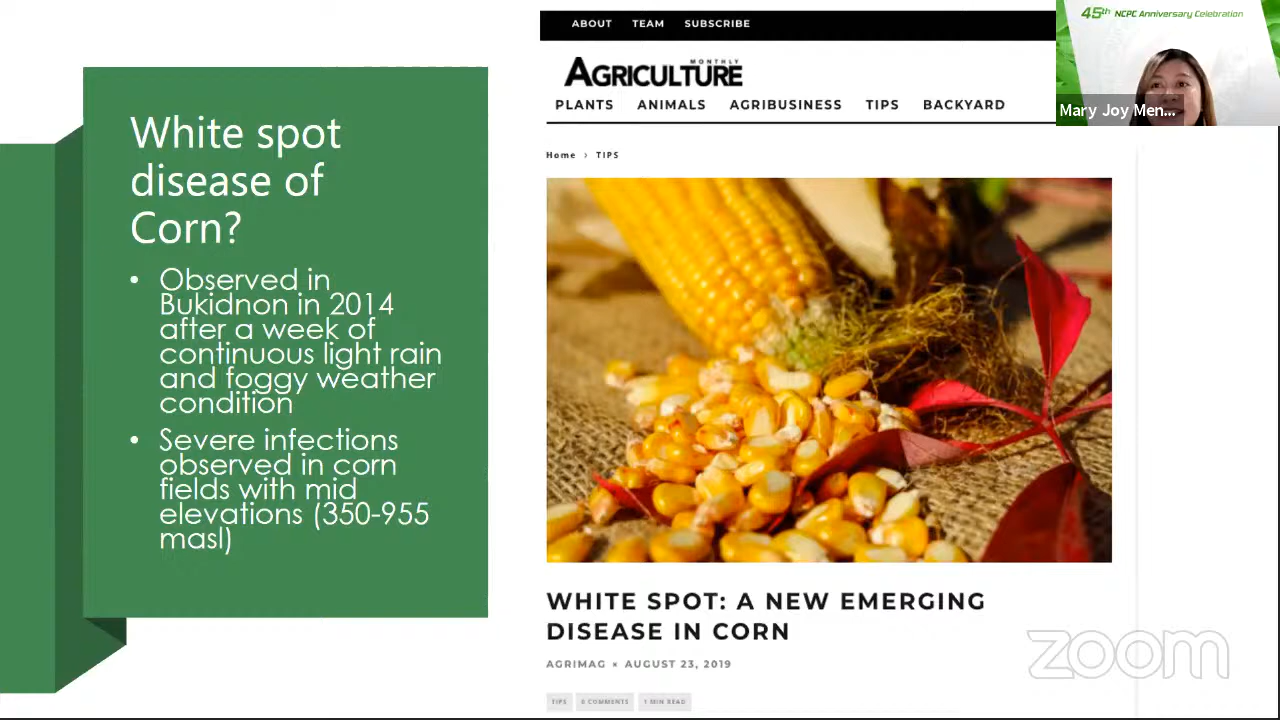 White spot
disease of
Corn?
• Observed in
Bukidnon in 2014
after a week of
continuous light rain
and foggy weather
condition
• Severe infections
observed in corn
fields with mid
elevations (350-955
masl)
ABOUT TEAM SUBSCRIBE
MONTHLY
AGRICULTURE
PLANTS ANIMALS AGRIBUSINESS TIPS BACKYARD
Home › TIPS
WHITE SPOT: A NEW EMERGING
DISEASE IN CORN
AGRIMAG × AUGUST 23, 2019
TIPS 0 COMMENTS 1 MIN READ
45th NCPC Anniversary Celebration
Mary Joy Men...
zoom